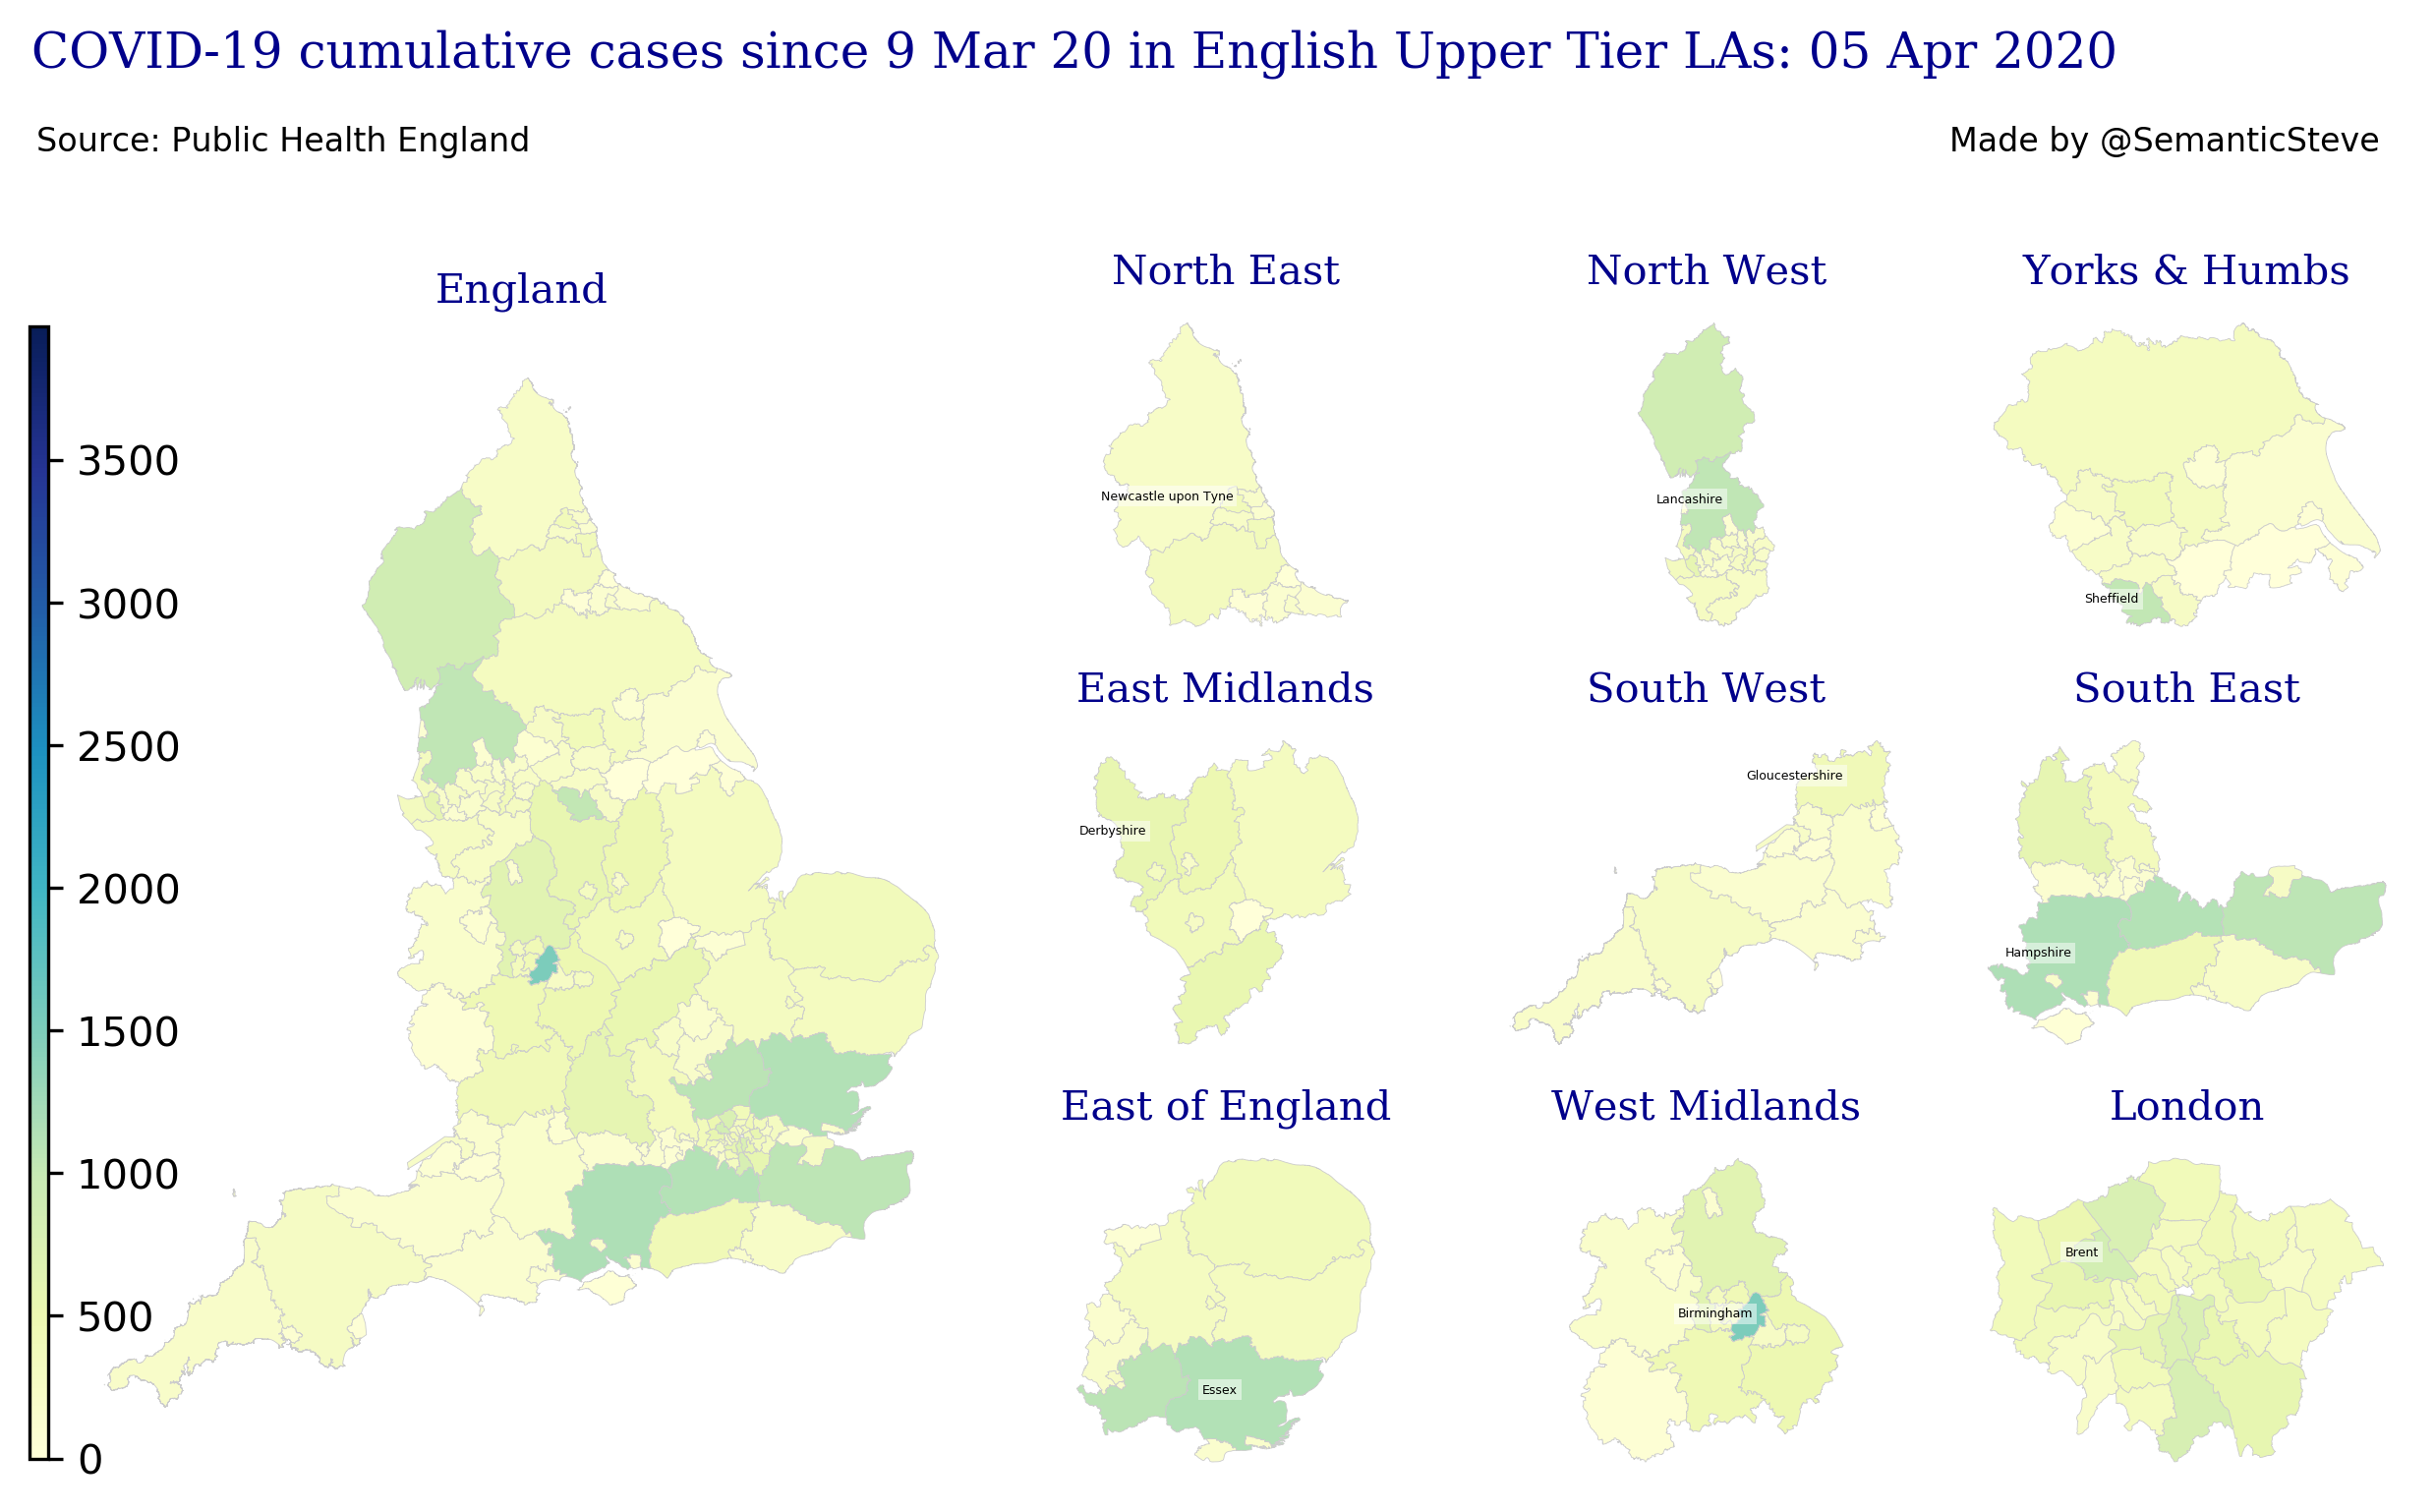 COVID-19 cumulative cases since 9 Mar 20 in English Upper Tier LAs: 05 Apr 2020
Source: Public Health England
Made by @SemanticSteve
England
3500
3000
2500
2000
1500
1000
500
0
North East
Newcastle upon Tyne
North West
Lancashire
Yorks & Humbs
Sheffield
East Midlands
Derbyshire
South West
Gloucestershire
South East
Hampshire
East of England
Essex
West Midlands
Birmingham
London
Brent